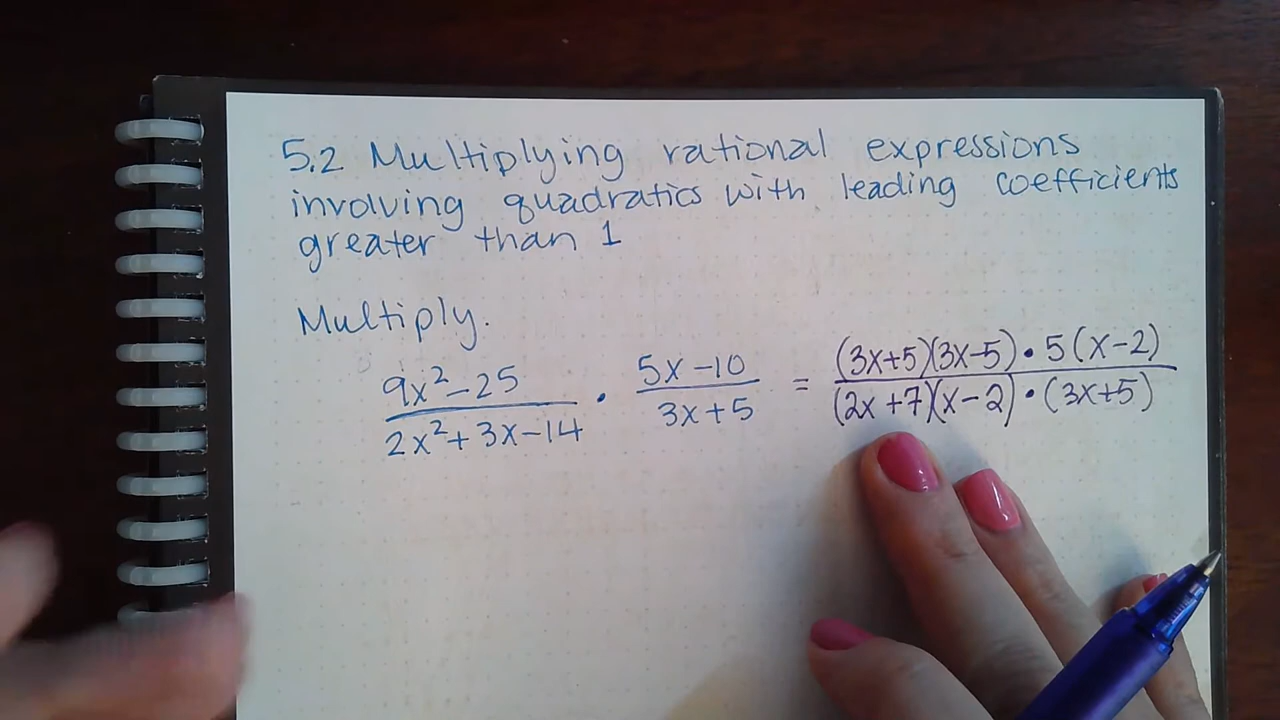 5.2 Multiplying rational expressions
involving quadratics with leading coefficients
greater than 1
Multiply.
9x²-25 / 2x²+3x-14 • 5x-10 / 3x+5 = (3x+5)(3x-5)•5(x-2) / (2x+7)(x-2)•(3x+5)